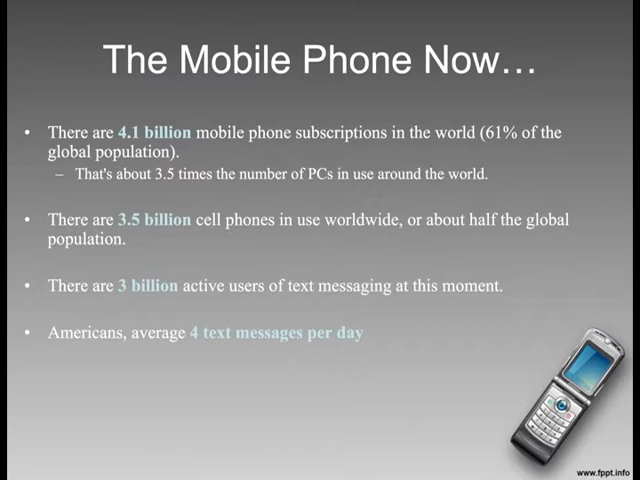 The Mobile Phone Now…
• There are 4.1 billion mobile phone subscriptions in the world (61% of the
global population).
– That's about 3.5 times the number of PCs in use around the world.
• There are 3.5 billion cell phones in use worldwide, or about half the global
population.
• There are 3 billion active users of text messaging at this moment.
• Americans, average 4 text messages per day
www.fppt.info